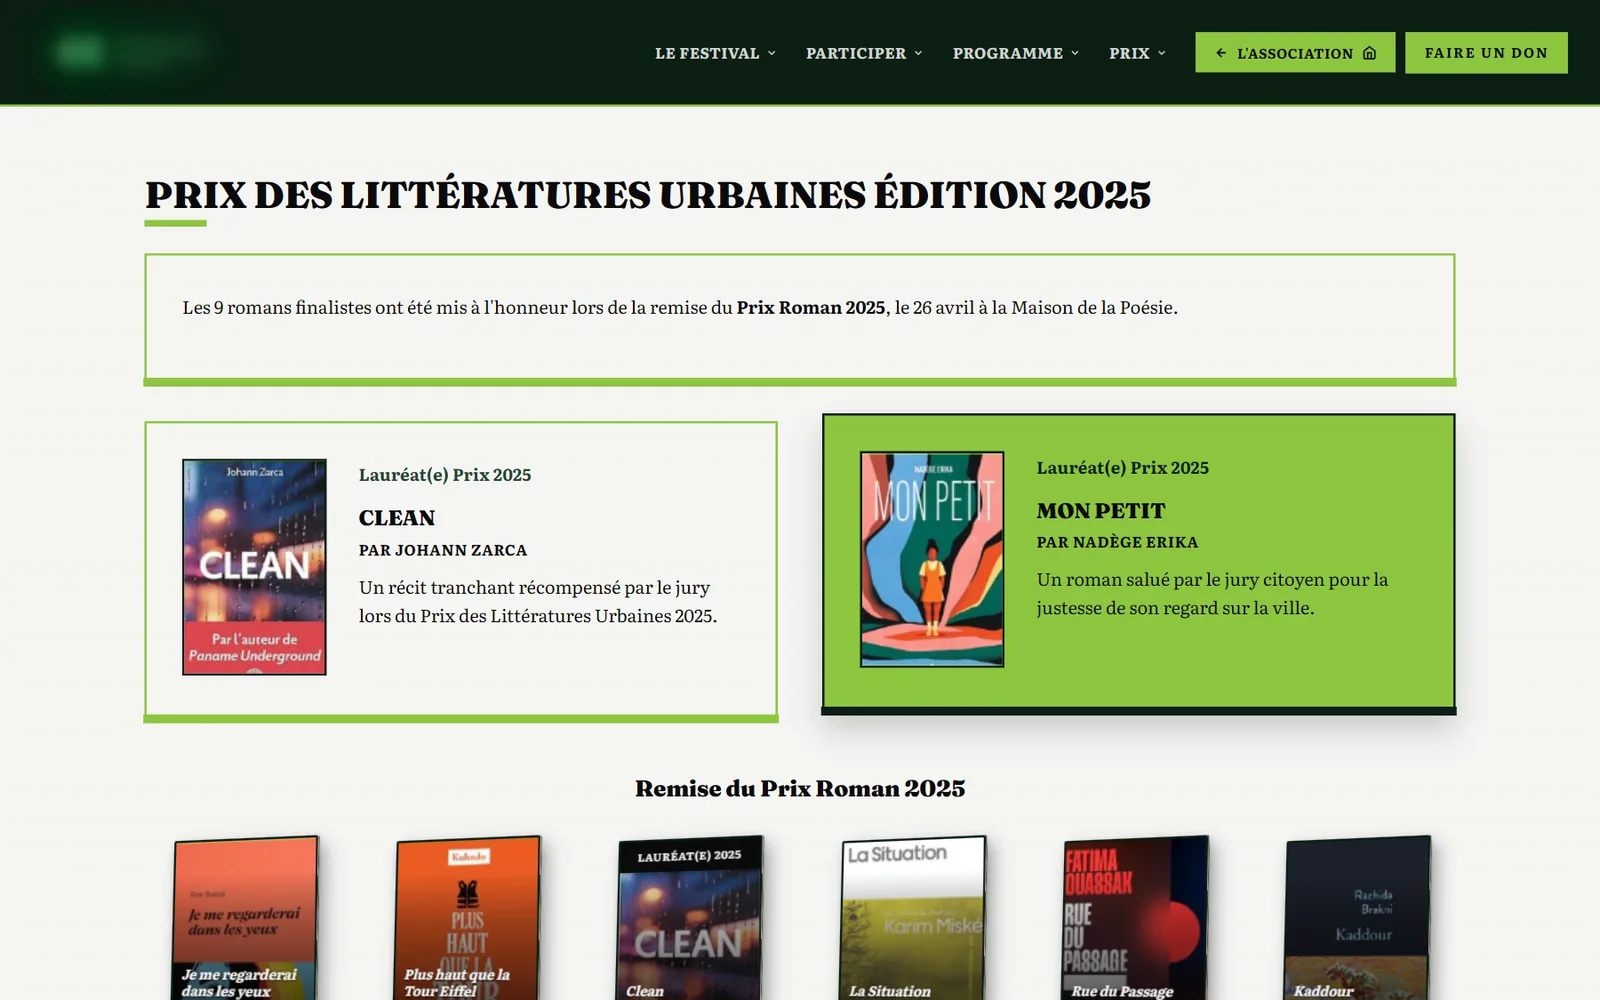 LE FESTIVAL
PARTICIPER
PROGRAMME
PRIX
L'ASSOCIATION
FAIRE UN DON
PRIX DES LITTÉRATURES URBAINES ÉDITION 2025
Les 9 romans finalistes ont été mis à l'honneur lors de la remise du Prix Roman 2025, le 26 avril à la Maison de la Poésie.
Johann Zarca
CLEAN
Par l'auteur de
Paname Underground
Lauréat(e) Prix 2025
CLEAN
PAR JOHANN ZARCA
Un récit tranchant récompensé par le jury
lors du Prix des Littératures Urbaines 2025.
NADÈGE ERIKA
MON PETIT
Lauréat(e) Prix 2025
MON PETIT
PAR NADÈGE ERIKA
Un roman salué par le jury citoyen pour la
justesse de son regard sur la ville.
Remise du Prix Roman 2025
Je me regarderai
dans les yeux
Je me regarderai
dans les yeux
PLUS
HAUT
QUE LA
Plus haut que la
Tour Eiffel
LAURÉAT(E) 2025
CLEAN
Clean
La Situation
Karim Miské
La Situation
FATIMA
OUASSAK
RUE
DU
PASSAGE
Rue du Passage
Rachida
Brakni
Kaddour
Kaddour